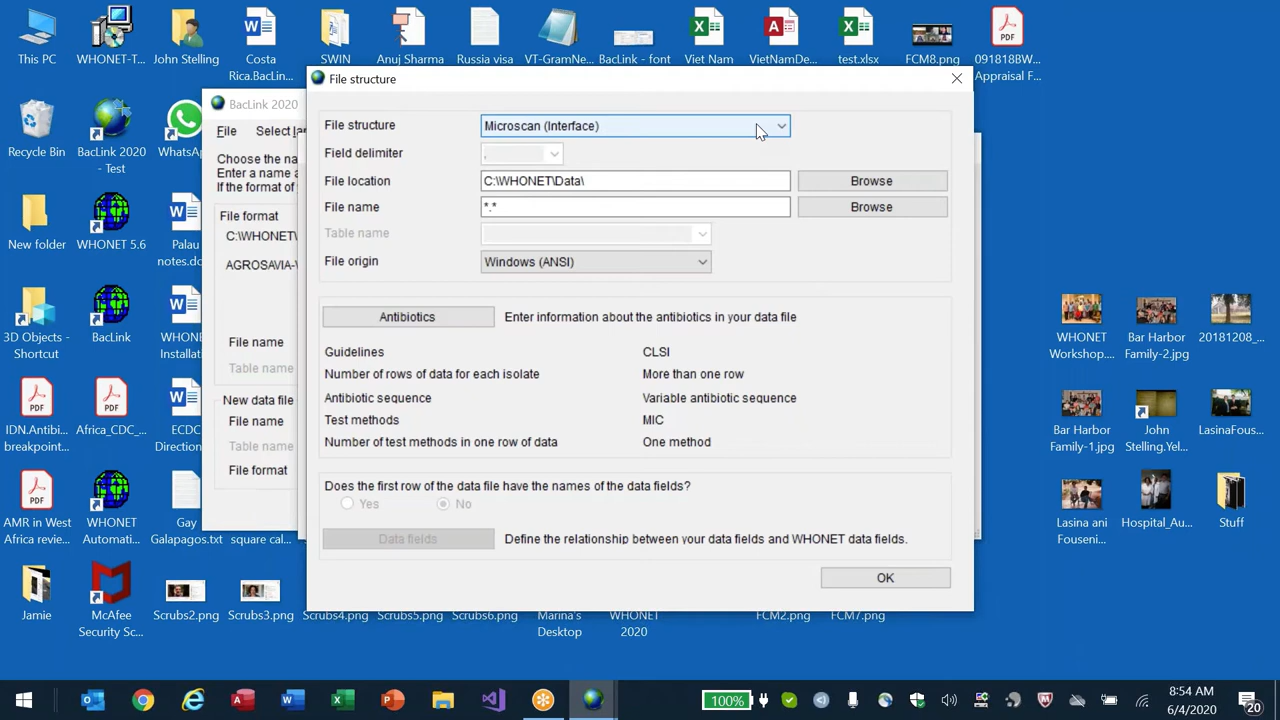 This PC
WHONET-T...
John Stelling
Costa
Rica.BacLin...
SWIN
Anuj Sharma
Russia visa
VT-GramNe...
BacLink - font
Viet Nam
VietNamDe...
test.xlsx
FCM8.png
091818BW...
Appraisal F...
File structure
BacLink 2020
File
Select
Choose the na
Enter a name a
If the format of
File format
C:\WHONET\
AGROSAVIA-
File name
Table name
New data file
File name
Table name
File format
File structure
Microscan (Interface)
Field delimiter
,
File location
C:\WHONET\Data\
Browse
File name
*.*
Browse
Table name
File origin
Windows (ANSI)
Antibiotics
Enter information about the antibiotics in your data file
Guidelines
CLSI
Number of rows of data for each isolate
More than one row
Antibiotic sequence
Variable antibiotic sequence
Test methods
MIC
Number of test methods in one row of data
One method
Does the first row of the data file have the names of the data fields?
Yes
No
Data fields
Define the relationship between your data fields and WHONET data fields.
OK
Recycle Bin
BacLink 2020
- Test
WhatsA
New folder
WHONET 5.6
Palau
notes.do
3D Objects -
Shortcut
BacLink
WHON
Installat
IDN.Antibi...
breakpoint...
Africa_CDC_...
ECDC
Direction
AMR in West
Africa revie...
WHONET
Automati...
Gay
Galapagos.txt
square cal...
Jamie
McAfee
Security Sc...
Scrubs2.png
Scrubs3.png
Scrubs4.png
Scrubs5.png
Scrubs6.png
Marina's
Desktop
WHONET
2020
FCM2.png
FCM7.png
WHONET
Workshop....
Bar Harbor
Family-2.jpg
20181208_...
Bar Harbor
Family-1.jpg
John
Stelling.Yel...
LasinaFous...
Lasina ani
Fouseni...
Hospital_Au...
Stuff
100%
8:54 AM
6/4/2020
20